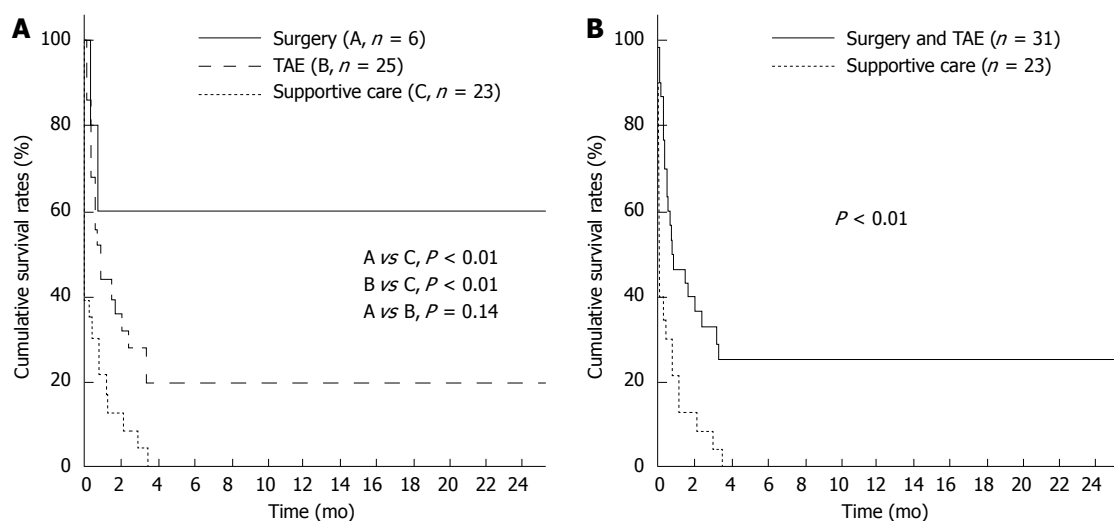 A
Surgery (A, n = 6)
TAE (B, n = 25)
Supportive care (C, n = 23)
Cumulative survival rates (%)
100
80
60
40
20
0
A vs C, P < 0.01
B vs C, P < 0.01
A vs B, P = 0.14
0 2 4 6 8 10 12 14 16 18 20 22 24
Time (mo)
B
Surgery and TAE (n = 31)
Supportive care (n = 23)
Cumulative survival rates (%)
100
80
60
40
20
0
P < 0.01
0 2 4 6 8 10 12 14 16 18 20 22 24
Time (mo)